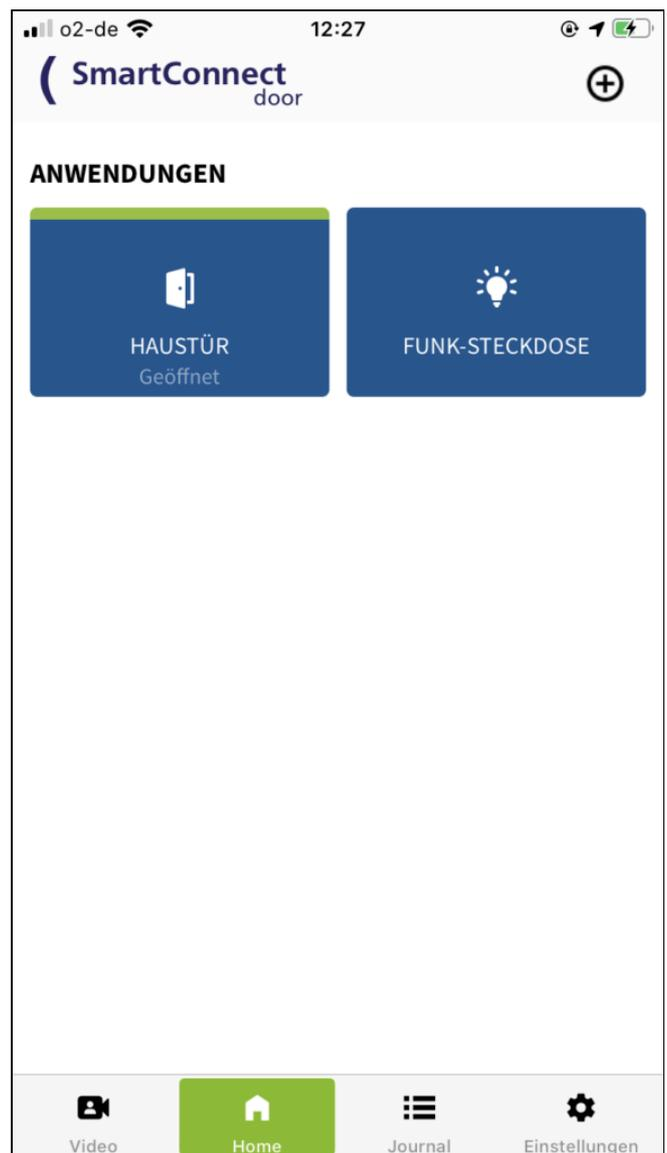 o2-de 12:27
SmartConnect
door
ANWENDUNGEN
HAUSTÜR FUNK-STECKDOSE
Geöffnet
Video Home Journal Einstellungen